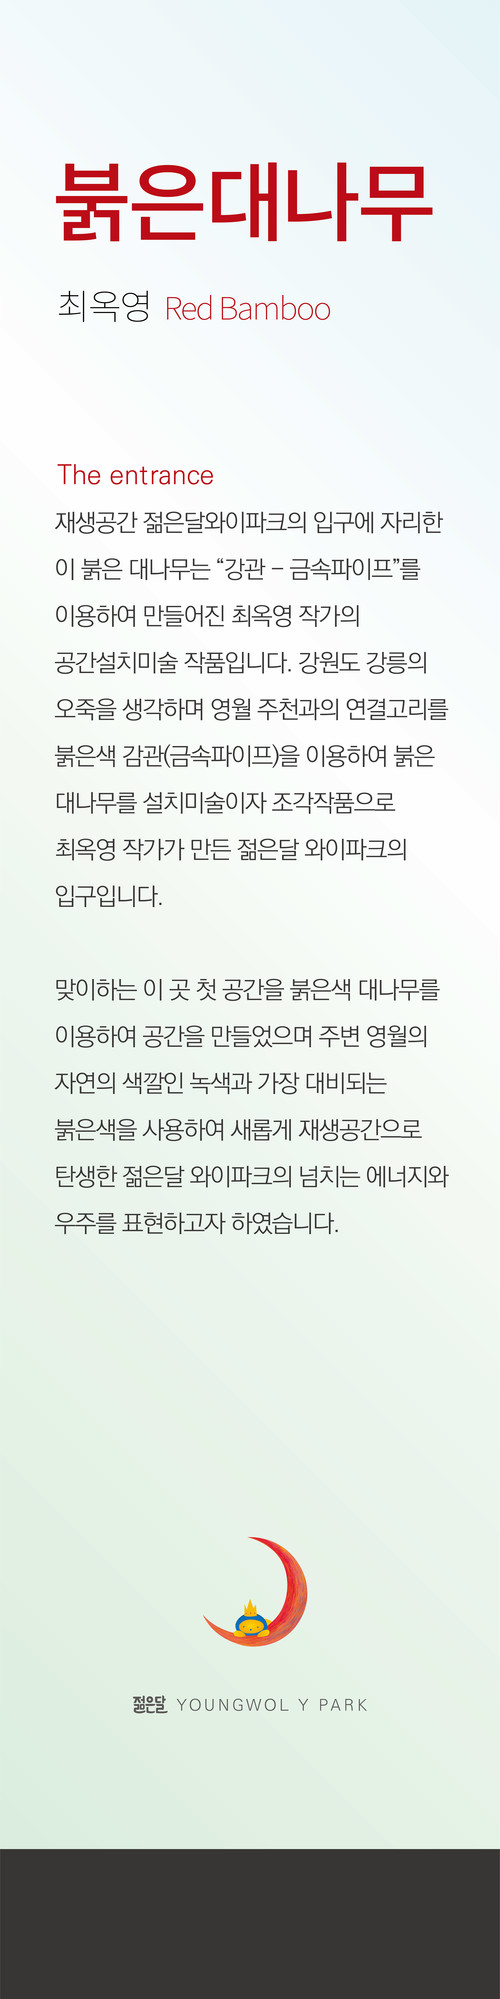 붉은대나무
최옥영 Red Bamboo
The entrance
재생공간 젊은달와이파크의 입구에 자리한
이 붉은 대나무는 “강관 – 금속파이프”를
이용하여 만들어진 최옥영 작가의
공간설치미술 작품입니다. 강원도 강릉의
오죽을 생각하며 영월 주천과의 연결고리를
붉은색 감관(금속파이프)을 이용하여 붉은
대나무를 설치미술이자 조각작품으로
최옥영 작가가 만든 젊은달 와이파크의
입구입니다.
맞이하는 이 곳 첫 공간을 붉은색 대나무를
이용하여 공간을 만들었으며 주변 영월의
자연의 색깔인 녹색과 가장 대비되는
붉은색을 사용하여 새롭게 재생공간으로
탄생한 젊은달 와이파크의 넘치는 에너지와
우주를 표현하고자 하였습니다.
젊은달 YOUNGWOL Y PARK